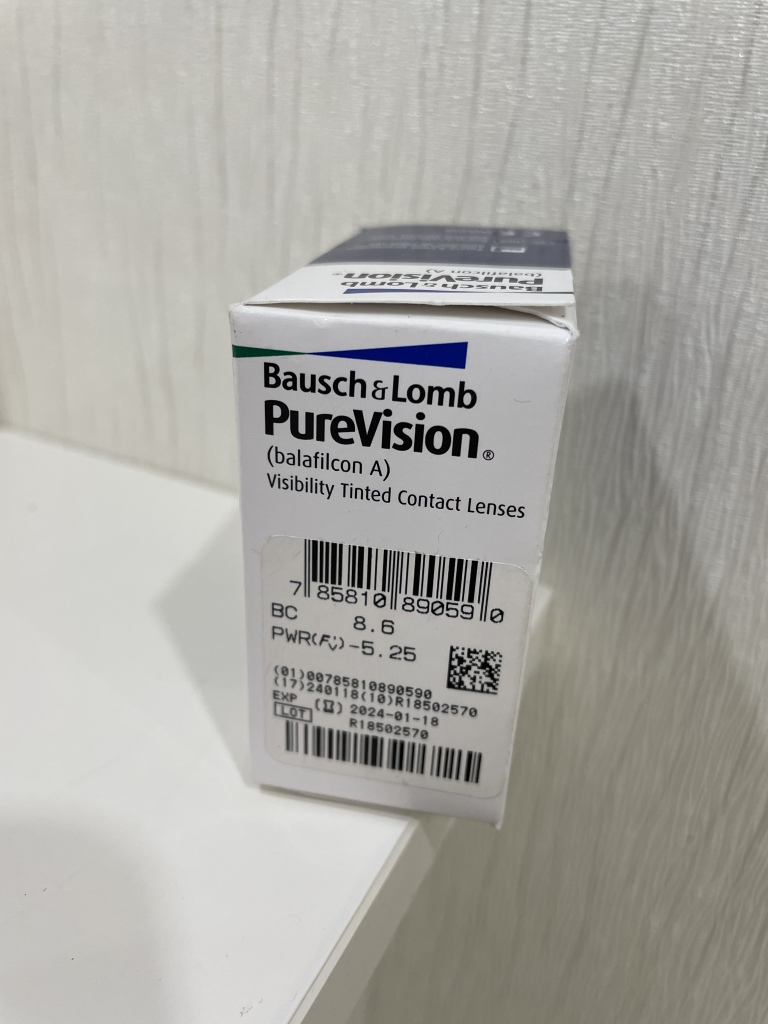 Bausch & Lomb
PureVision®
(balafilcon A)
Bausch & Lomb
PureVision®
(balafilcon A)
Visibility Tinted Contact Lenses
7 85810 89059 0
BC 8.6
PWR(F'v)-5.25
(01)00785810890590
(17)240118(10)R18502570
EXP (⌛) 2024-01-18
LOT R18502570